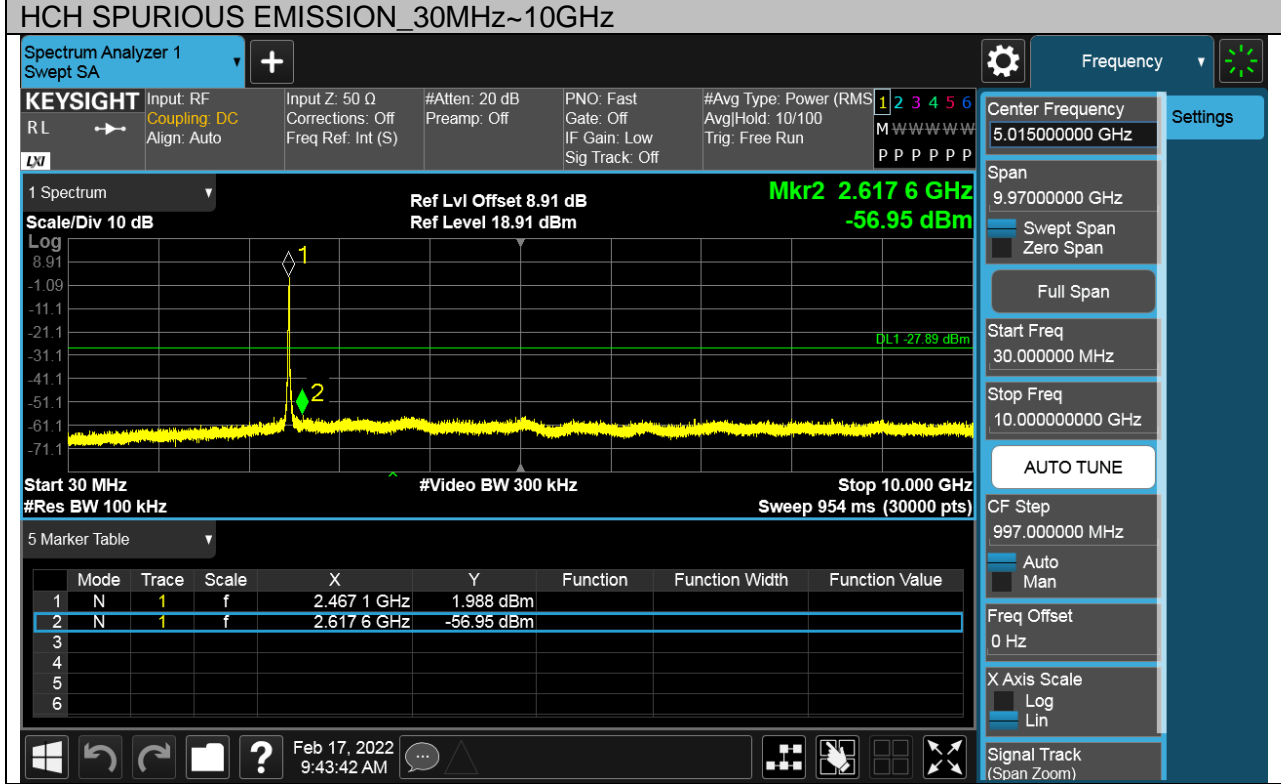 HCH SPURIOUS EMISSION_30MHz~10GHz
Spectrum Analyzer 1
Swept SA
+
Frequency
KEYSIGHT
RL
LXI
Input: RF
Coupling: DC
Align: Auto
Input Z: 50 Ω
Corrections: Off
Freq Ref: Int (S)
#Atten: 20 dB
Preamp: Off
PNO: Fast
Gate: Off
IF Gain: Low
Sig Track: Off
#Avg Type: Power (RMS
Avg|Hold: 10/100
Trig: Free Run
1 2 3 4 5 6
M W W W W W
P P P P P P
1 Spectrum
Scale/Div 10 dB
Ref Lvl Offset 8.91 dB
Ref Level 18.91 dBm
Mkr2 2.617 6 GHz
-56.95 dBm
Log
8.91
-1.09
-11.1
-21.1
-31.1
-41.1
-51.1
-61.1
-71.1
1
2
DL1 -27.89 dBm
Start 30 MHz
#Res BW 100 kHz
#Video BW 300 kHz
Stop 10.000 GHz
Sweep 954 ms (30000 pts)
5 Marker Table
Mode Trace Scale X Y Function Function Width Function Value
1 N 1 f 2.467 1 GHz 1.988 dBm
2 N 1 f 2.617 6 GHz -56.95 dBm
3
4
5
6
?
Feb 17, 2022
9:43:42 AM
Center Frequency
5.015000000 GHz
Settings
Span
9.97000000 GHz
Swept Span
Zero Span
Full Span
Start Freq
30.000000 MHz
Stop Freq
10.000000000 GHz
AUTO TUNE
CF Step
997.000000 MHz
Auto
Man
Freq Offset
0 Hz
X Axis Scale
Log
Lin
Signal Track
(Span Zoom)